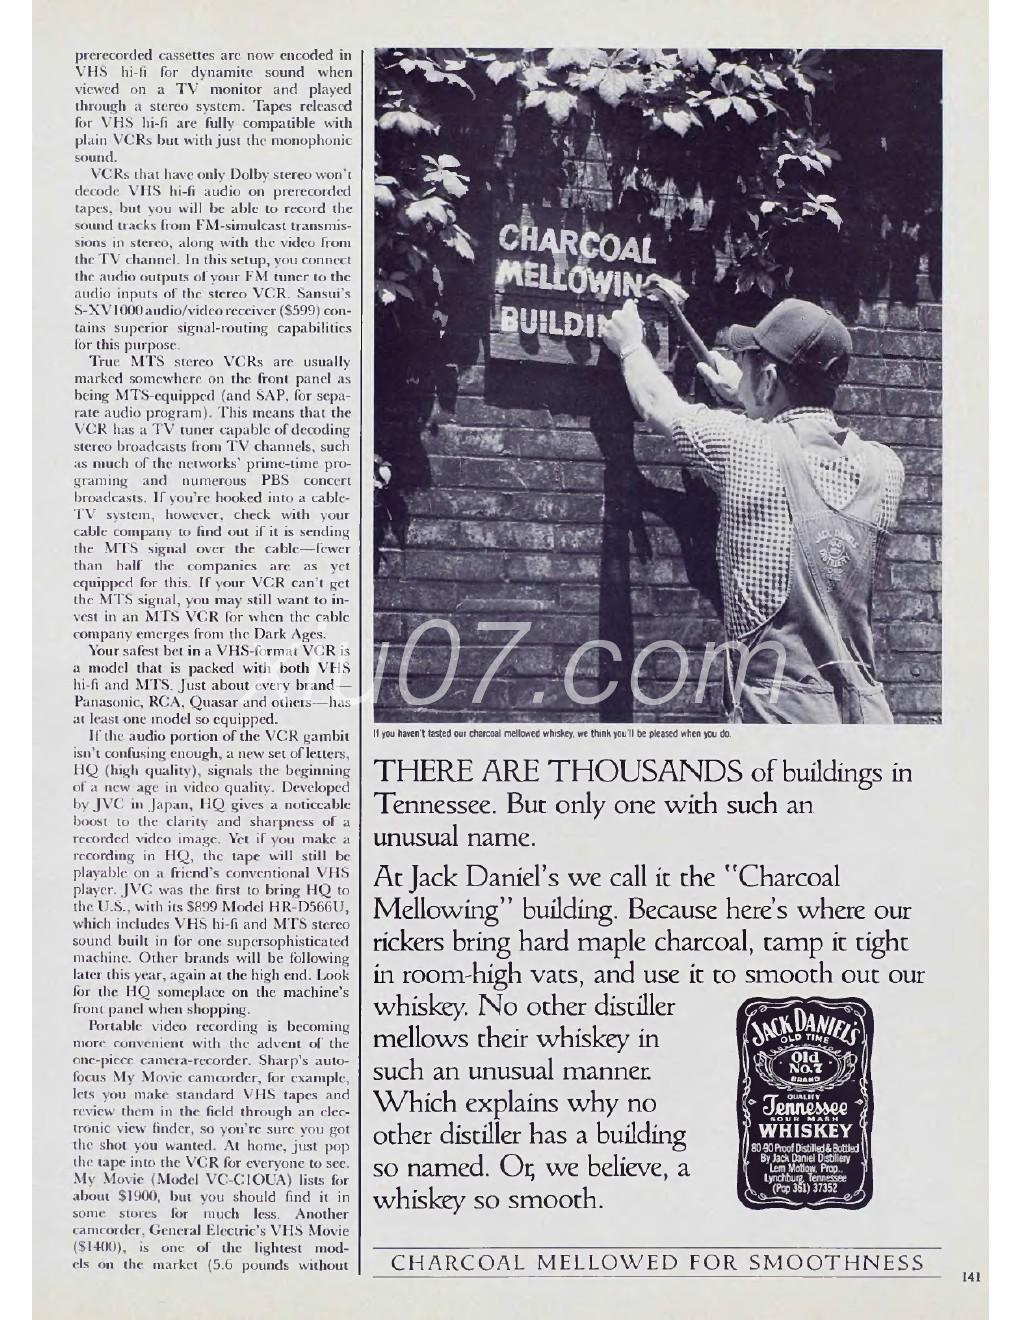 prerecorded cassettes are now encoded in
VHS hi-fi for dynamite sound when
viewed on a TV monitor and played
through a stereo system. Tapes released
for VHS hi-fi are fully compatible with
plain VCRs but with just the monophonic
sound.
VCRs that have only Dolby stereo won't
decode VHS hi-fi audio on prerecorded
tapes, but you will be able to record the
sound tracks from FM-simulcast transmis-
sions in stereo, along with the video from
the TV channel. In this setup, you connect
the audio outputs of your FM tuner to the
audio inputs of the stereo VCR. Sansui's
S-XV1000 audio/video receiver ($599) con-
tains superior signal-routing capabilities
for this purpose.
True MTS stereo VCRs are usually
marked somewhere on the front panel as
being MTS-equipped (and SAP, for sepa-
rate audio program). This means that the
VCR has a TV tuner capable of decoding
stereo broadcasts from TV channels, such
as much of the networks' prime-time pro-
graming and numerous PBS concert
broadcasts. If you're hooked into a cable-
TV system, however, check with your
cable company to find out if it is sending
the MTS signal over the cable—fewer
than half the companies are as yet
equipped for this. If your VCR can't get
the MTS signal, you may still want to in-
vest in an MTS VCR for when the cable
company emerges from the Dark Ages.
Your safest bet in a VHS-format VCR is
a model that is packed with both VHS
hi-fi and MTS. Just about every brand—
Panasonic, RCA, Quasar and others—has
at least one model so equipped.
If the audio portion of the VCR gambit
isn't confusing enough, a new set of letters,
HQ (high quality), signals the beginning
of a new age in video quality. Developed
by JVC in Japan, HQ gives a noticeable
boost to the clarity and sharpness of a
recorded video image. Yet if you make a
recording in HQ, the tape will still be
playable on a friend's conventional VHS
player. JVC was the first to bring HQ to
the U.S., with its $899 Model HR-D566U,
which includes VHS hi-fi and MTS stereo
sound built in for one supersophisticated
machine. Other brands will be following
later this year, again at the high end. Look
for the HQ someplace on the machine's
front panel when shopping.
Portable video recording is becoming
more convenient with the advent of the
one-piece camera-recorder. Sharp's auto-
focus My Movie camcorder, for example,
lets you make standard VHS tapes and
review them in the field through an elec-
tronic view finder, so you're sure you got
the shot you wanted. At home, just pop
the tape into the VCR for everyone to see.
My Movie (Model VC-C10UA) lists for
about $1900, but you should find it in
some stores for much less. Another
camcorder, General Electric's VHS Movie
($1400), is one of the lightest mod-
els on the market (5.6 pounds without
CHARCOAL
MELLOWING
BUILDIN
xiu07.com
If you haven't tasted our charcoal mellowed whiskey, we think you'll be pleased when you do.
THERE ARE THOUSANDS of buildings in
Tennessee. But only one with such an
unusual name.
At Jack Daniel's we call it the "Charcoal
Mellowing" building. Because here's where our
rickers bring hard maple charcoal, tamp it tight
in room-high vats, and use it to smooth out our
whiskey. No other distiller
mellows their whiskey in
such an unusual manner.
Which explains why no
other distiller has a building
so named. Or, we believe, a
whiskey so smooth.
JACK DANIEL'S
OLD TIME
Old
No.7
BRAND
QUALITY
Tennessee
SOUR MASH
WHISKEY
80-90 Proof Distilled & Bottled
By Jack Daniel Distillery
Lem Motlow, Prop.,
Lynchburg, Tennessee
(Pop 361) 37352
CHARCOAL MELLOWED FOR SMOOTHNESS
141